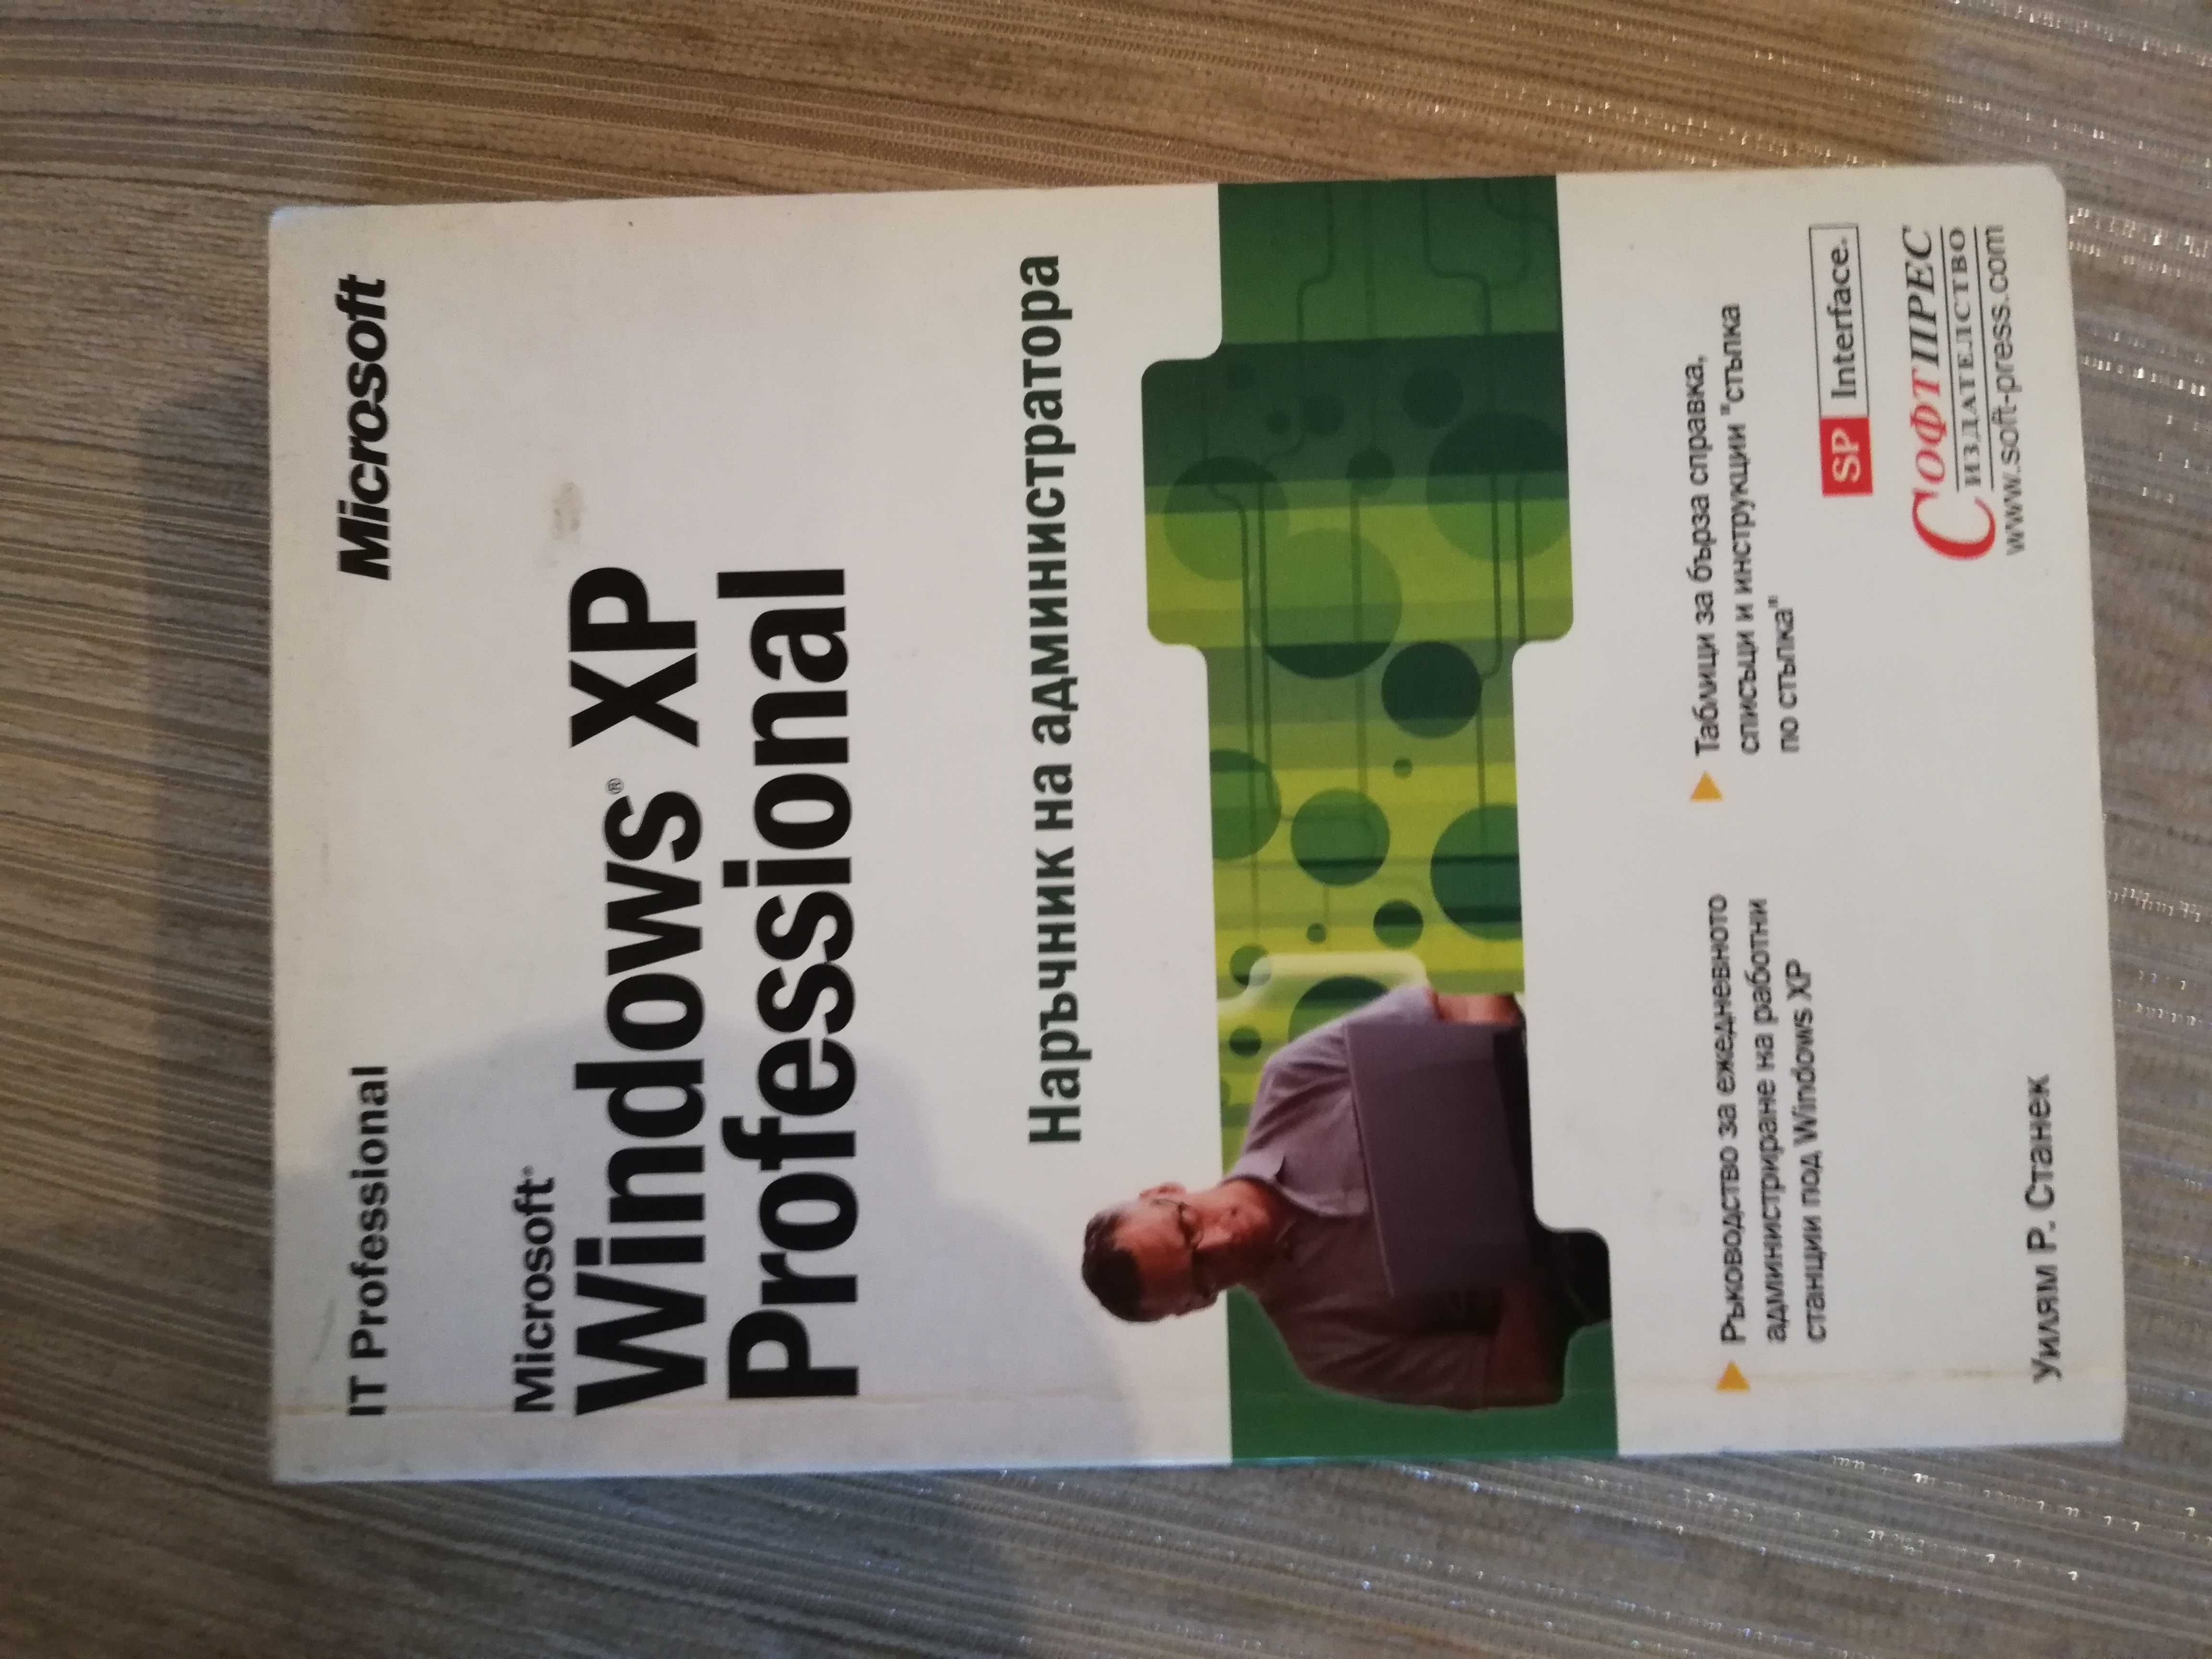 IT Professional
Microsoft
Microsoft®
Windows® XP
Professional
Наръчник на администратора
Ръководство за ежедневното
администриране на работни
станции под Windows XP
Таблици за бърза справка,
списъци и инструкции "стъпка
по стъпка"
SP Interface.
СОФТПРЕС
ИЗДАТЕЛСТВО
www.soft-press.com
Уилям Р. Станек